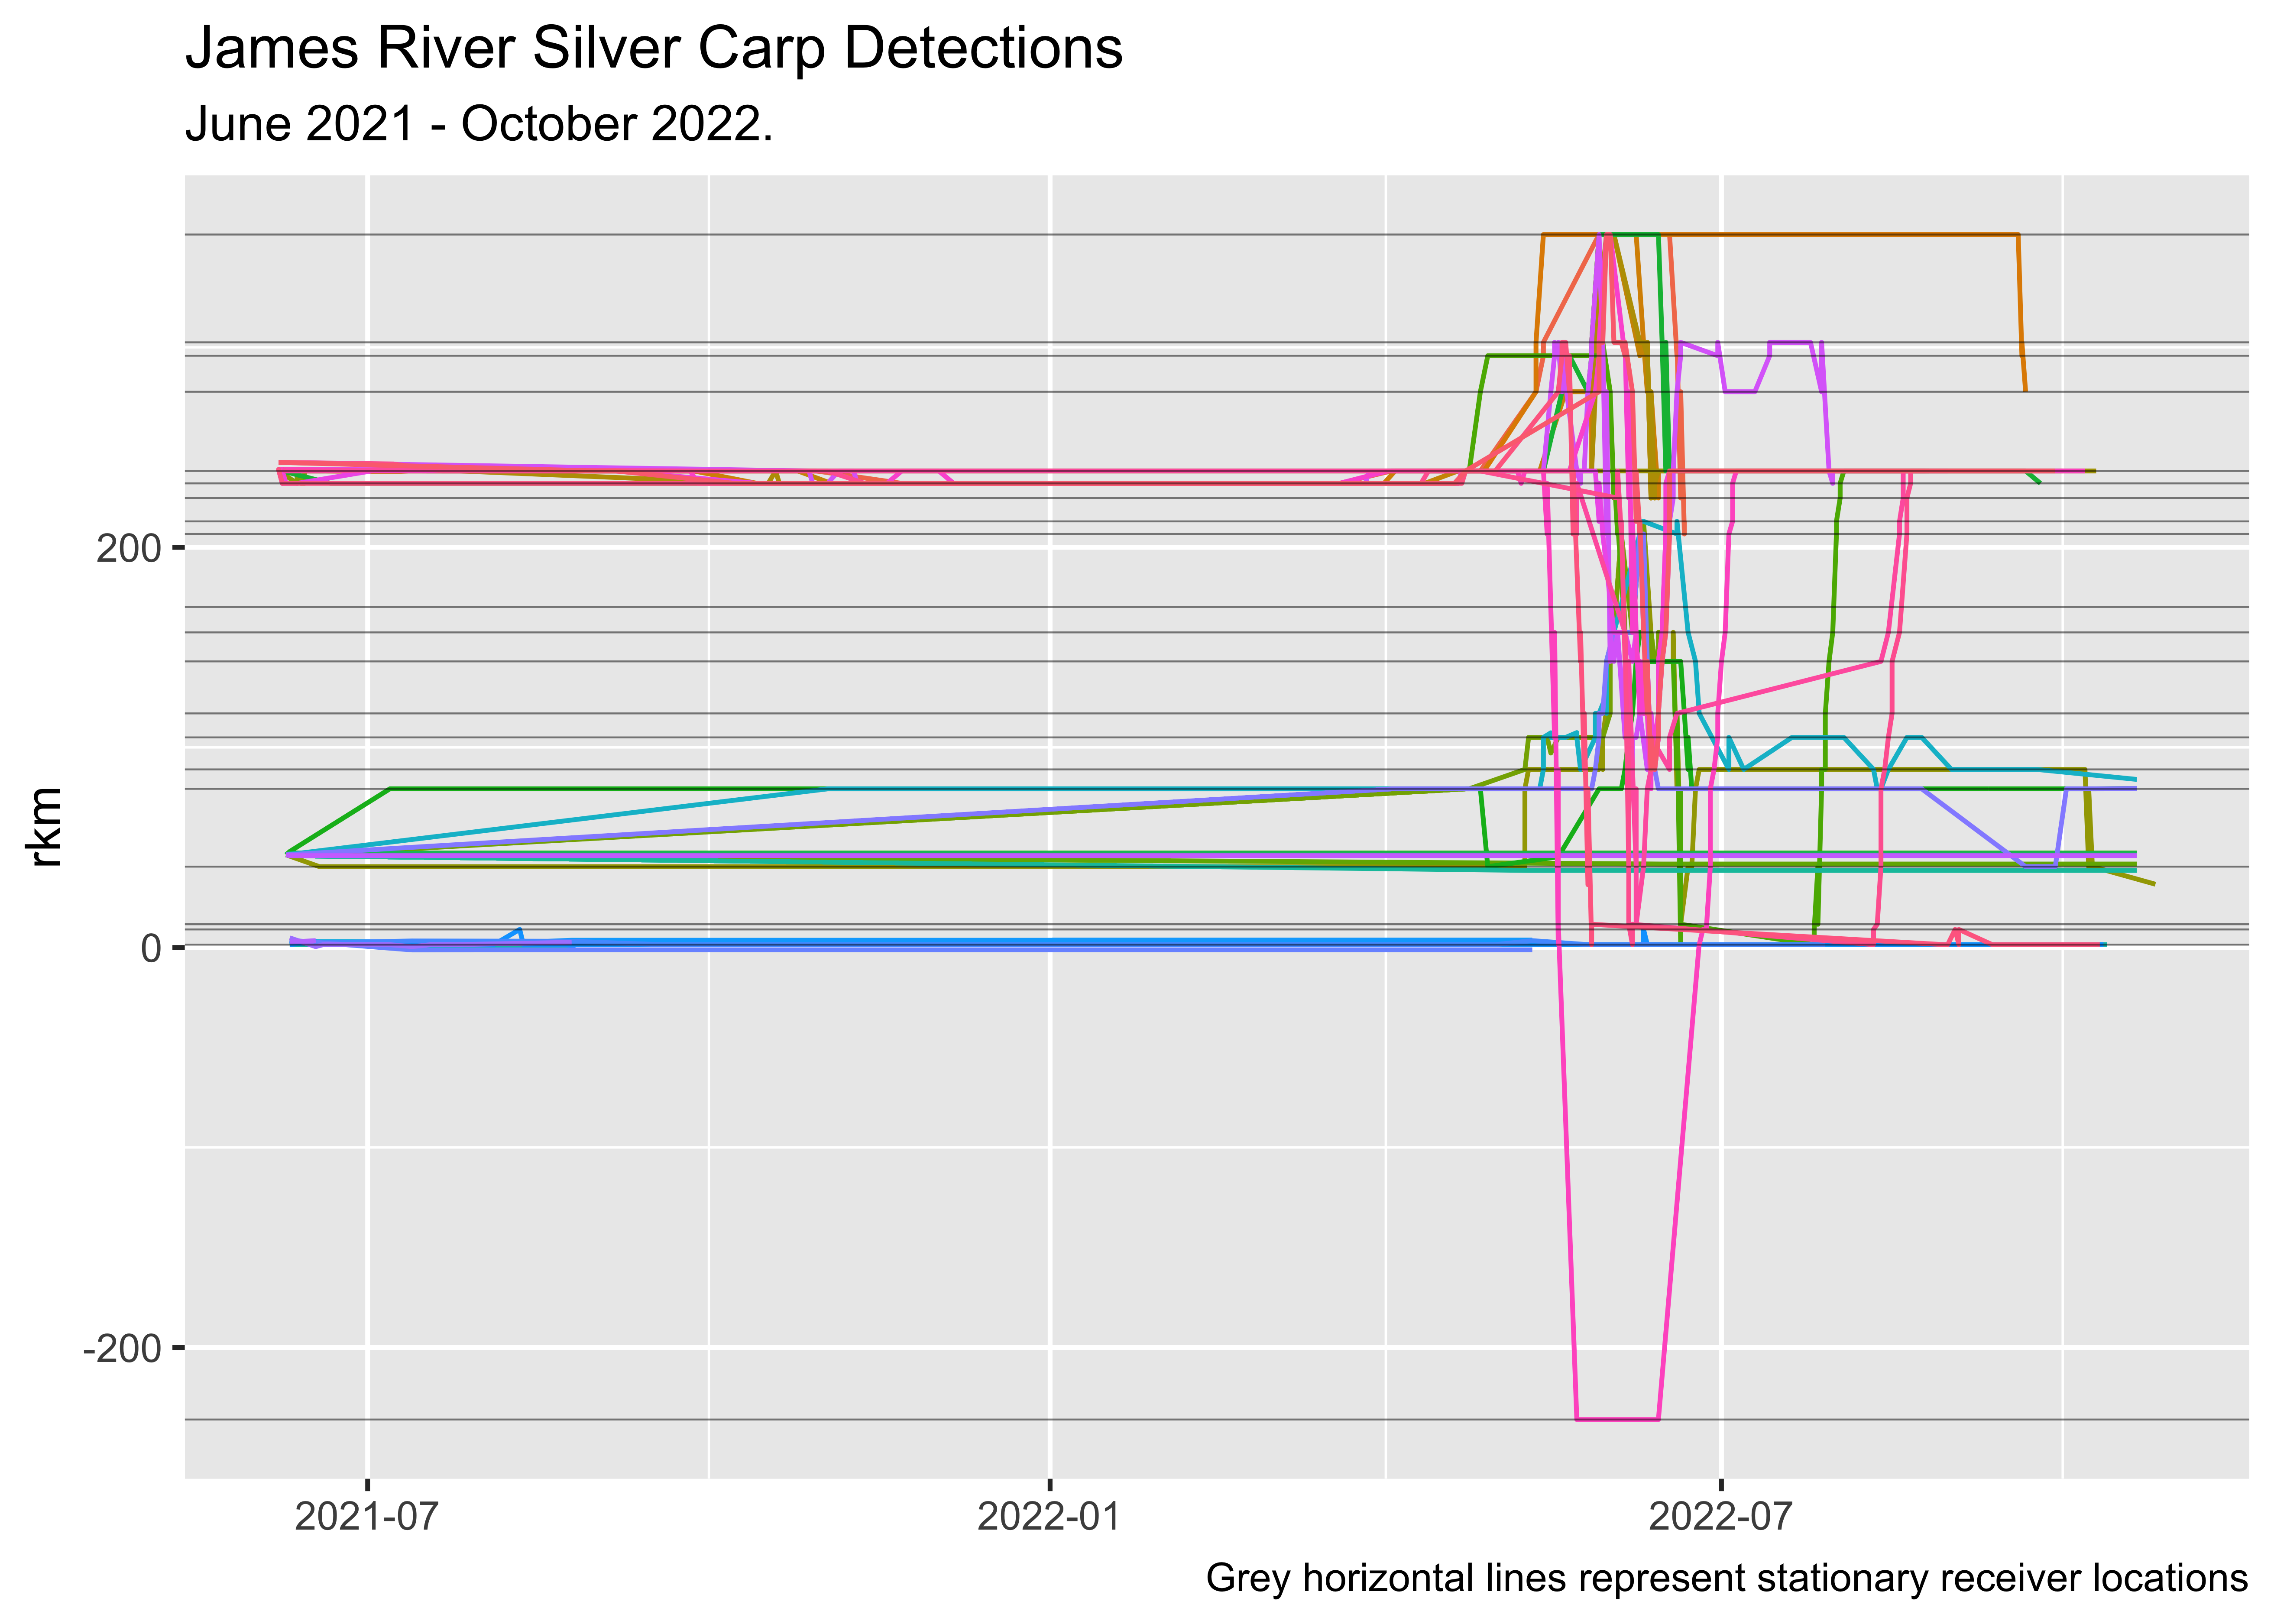 James River Silver Carp Detections
June 2021 - October 2022.
rkm
200
0
-200
2021-07
2022-01
2022-07
Grey horizontal lines represent stationary receiver locations